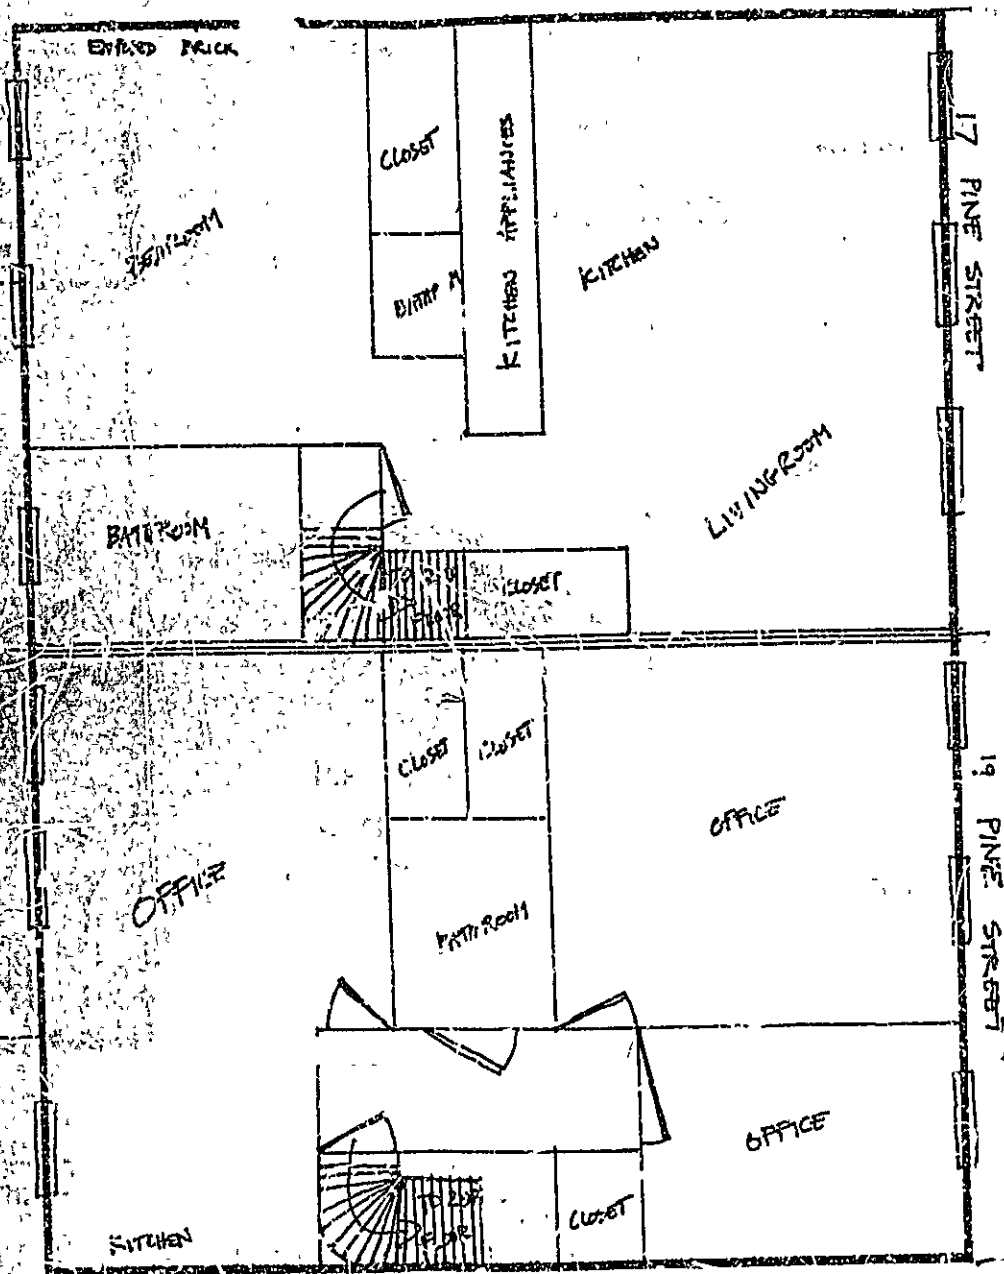 EXPOSED BRICK
CLOSET
KITCHEN APPLIANCES
17 PINE STREET
BEDROOM
BATHRM
KITCHEN
LIVINGROOM
BATHROOM
CLOSET
CLOSET
CLOSET
OFFICE
19 PINE STREET
OFFICE
BATHROOM
OFFICE
TO 2ND
FLOOR
CLOSET
KITCHEN